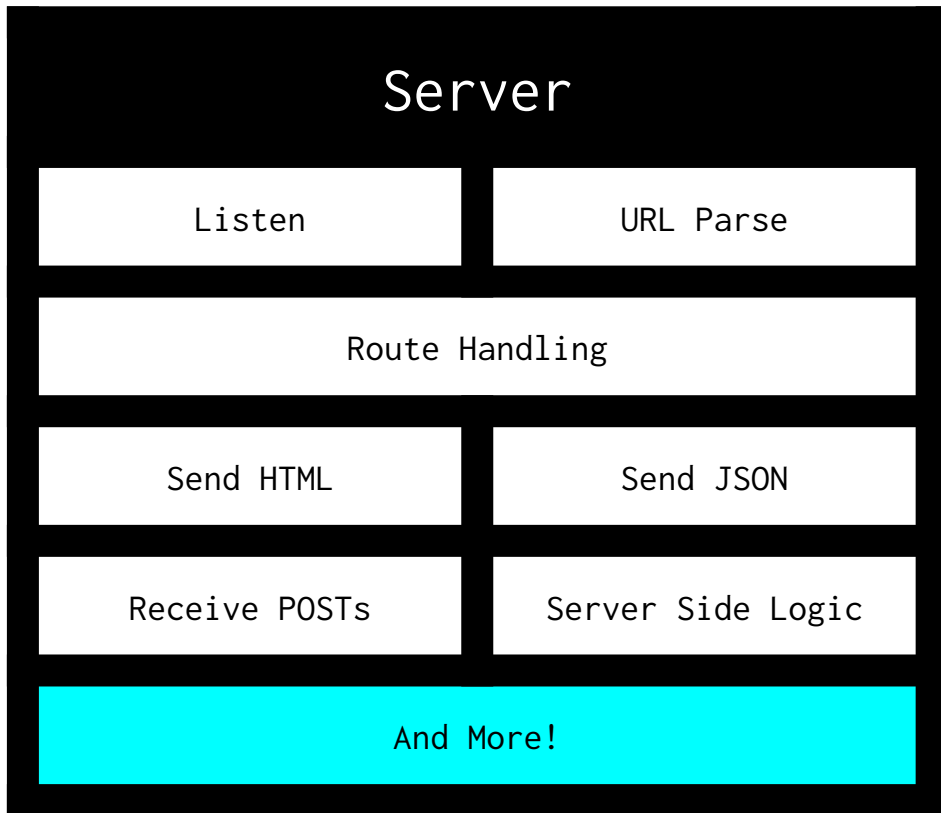 Server
Listen
URL Parse
Route Handling
Send HTML
Send JSON
Receive POSTs
Server Side Logic
And More!